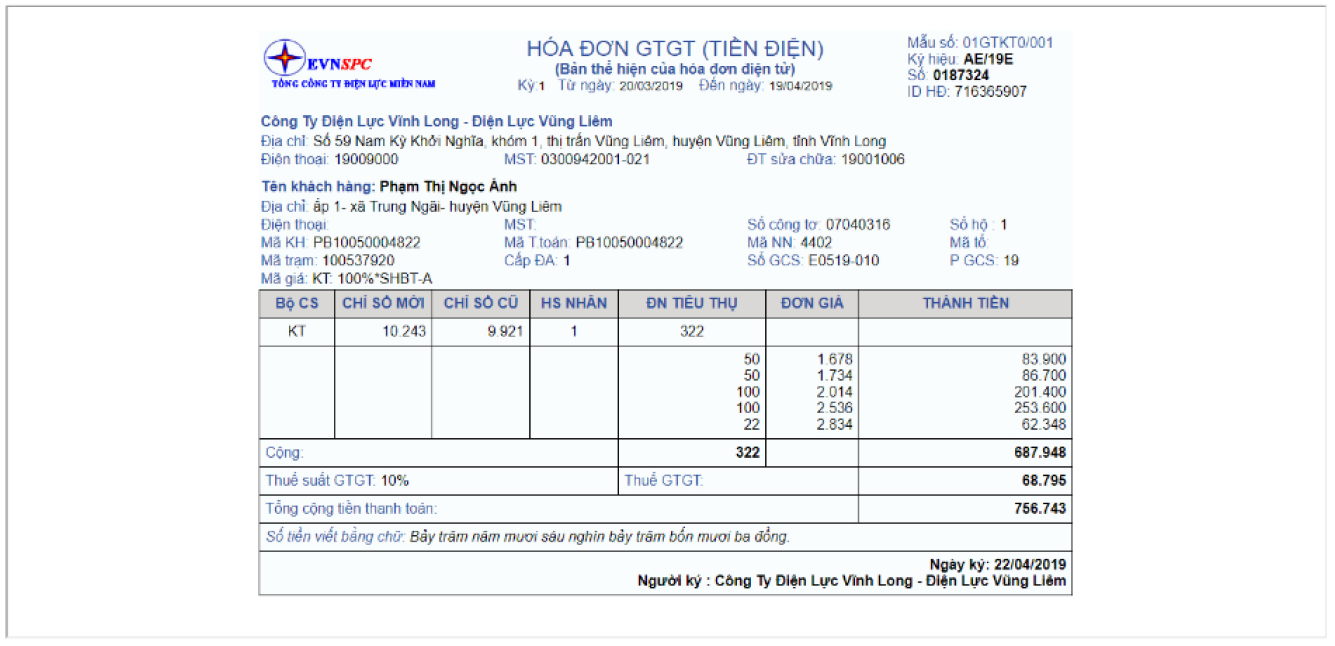 EVNSPC
TỔNG CÔNG TY ĐIỆN LỰC MIỀN NAM
HÓA ĐƠN GTGT (TIỀN ĐIỆN)
(Bản thể hiện của hóa đơn điện tử)
Kỳ:1 Từ ngày: 20/03/2019 Đến ngày: 19/04/2019
Mẫu số: 01GTKT0/001
Ký hiệu: AE/19E
Số: 0187324
ID HĐ: 716365907
Công Ty Điện Lực Vĩnh Long - Điện Lực Vũng Liêm
Địa chỉ: Số 59 Nam Kỳ Khởi Nghĩa, khóm 1, thị trấn Vũng Liêm, huyện Vũng Liêm, tỉnh Vĩnh Long
Điện thoại: 19009000 MST: 0300942001-021 ĐT sửa chữa: 19001006
Tên khách hàng: Phạm Thị Ngọc Ánh
Địa chỉ: ấp 1- xã Trung Ngãi- huyện Vũng Liêm
Điện thoại: MST: Số công tơ: 07040316 Số hộ : 1
Mã KH: PB10050004822 Mã T.toán: PB10050004822 Mã NN: 4402 Mã tổ:
Mã trạm: 100537920 Cấp ĐA: 1 Số GCS: E0519-010 P GCS: 19
Mã giá: KT: 100%*SHBT-A
Bộ CS CHỈ SỐ MỚI CHỈ SỐ CŨ HS NHÂN ĐN TIÊU THỤ ĐƠN GIÁ THÀNH TIỀN
KT 10.243 9.921 1 322
50 1.678 83.900
50 1.734 86.700
100 2.014 201.400
100 2.536 253.600
22 2.834 62.348
Cộng: 322 687.948
Thuế suất GTGT: 10% Thuế GTGT: 68.795
Tổng cộng tiền thanh toán: 756.743
Số tiền viết bằng chữ: Bảy trăm năm mươi sáu nghìn bảy trăm bốn mươi ba đồng.
Ngày ký: 22/04/2019
Người ký : Công Ty Điện Lực Vĩnh Long - Điện Lực Vũng Liêm